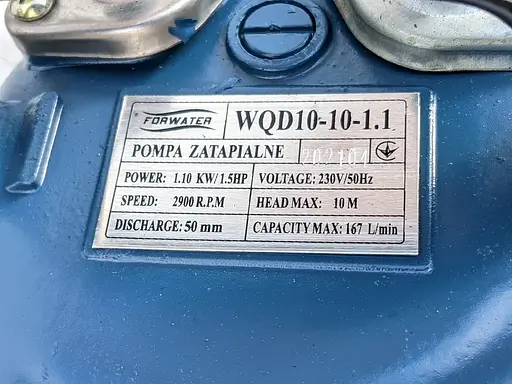 FORWATER WQD10-10-1.1
POMPA ZATAPIALNE 202104
POWER: 1.10 KW/1.5HP VOLTAGE: 230V/50Hz
SPEED: 2900 R.P.M HEAD MAX: 10 M
DISCHARGE: 50 mm CAPACITY MAX: 167 L/min